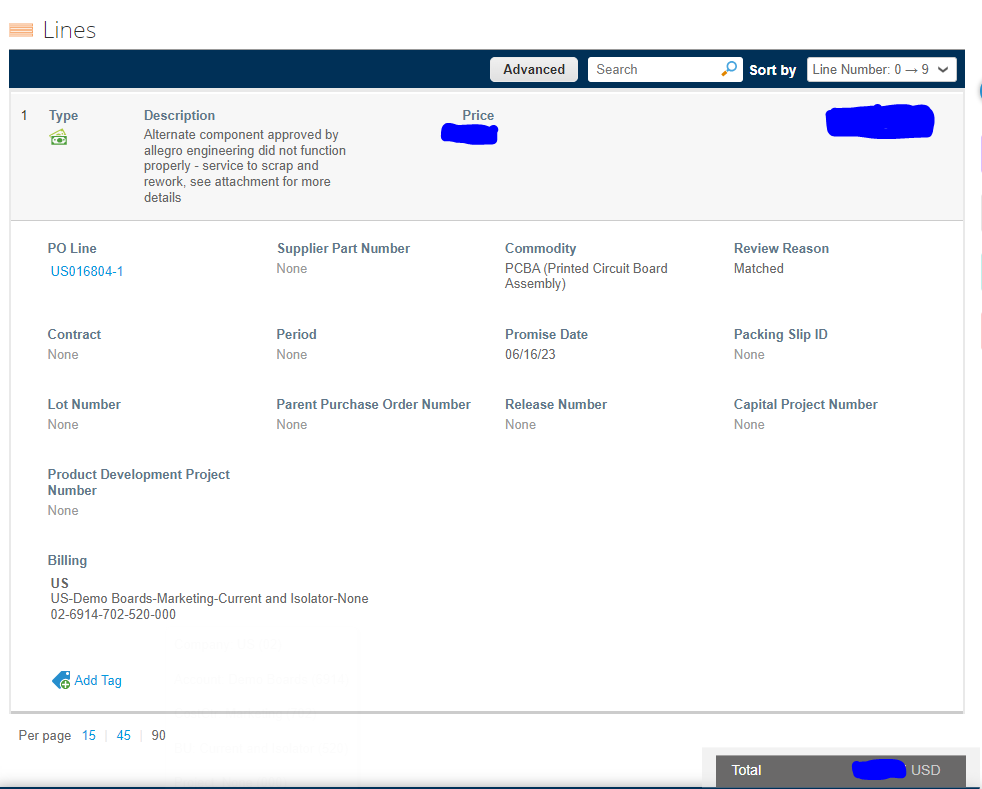 Lines
Advanced
Search
Sort by
Line Number: 0 → 9
1
Type
Description
Price
Alternate component approved by
allegro engineering did not function
properly - service to scrap and
rework, see attachment for more
details
PO Line
US016804-1
Supplier Part Number
None
Commodity
PCBA (Printed Circuit Board
Assembly)
Review Reason
Matched
Contract
None
Period
None
Promise Date
06/16/23
Packing Slip ID
None
Lot Number
None
Parent Purchase Order Number
None
Release Number
None
Capital Project Number
None
Product Development Project
Number
None
Billing
US
US-Demo Boards-Marketing-Current and Isolator-None
02-6914-702-520-000
Add Tag
Per page 15 | 45 | 90
Total
USD